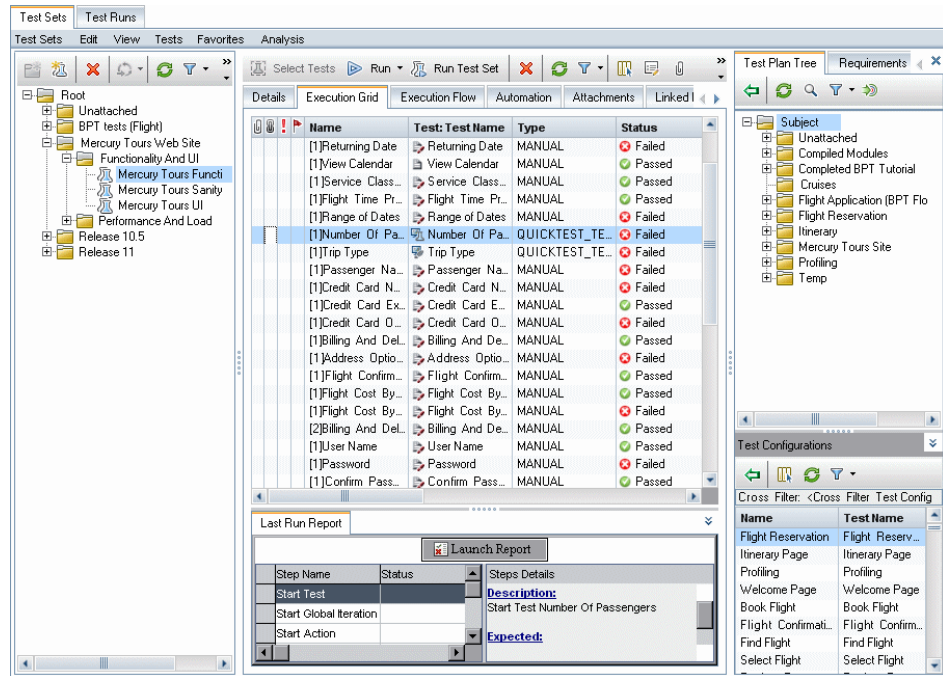 Test Sets Test Runs
Test Sets Edit View Tests Favorites Analysis
Root
Unattached
BPT tests (Flight)
Mercury Tours Web Site
Functionality And UI
Mercury Tours Functi
Mercury Tours Sanity
Mercury Tours UI
Performance And Load
Release 10.5
Release 11
Select Tests Run Run Test Set
Details Execution Grid Execution Flow Automation Attachments Linked
Name Test: Test Name Type Status
[1]Returning Date Returning Date MANUAL Failed
[1]View Calendar View Calendar MANUAL Passed
[1]Service Class... Service Class... MANUAL Passed
[1]Flight Time Pr... Flight Time Pr... MANUAL Passed
[1]Range of Dates Range of Dates MANUAL Failed
[1]Number Of Pa... Number Of Pa... QUICKTEST_TE... Failed
[1]Trip Type Trip Type QUICKTEST_TE... Failed
[1]Passenger Na... Passenger Na... MANUAL Failed
[1]Credit Card N... Credit Card N... MANUAL Failed
[1]Credit Card Ex... Credit Card E... MANUAL Passed
[1]Credit Card O... Credit Card O... MANUAL Failed
[1]Billing And Del... Billing And De... MANUAL Passed
[1]Address Optio... Address Optio... MANUAL Failed
[1]Flight Confirm... Flight Confirm... MANUAL Passed
[1]Flight Cost By... Flight Cost By... MANUAL Passed
[1]Flight Cost By... Flight Cost By... MANUAL Failed
[2]Billing And Del... Billing And De... MANUAL Passed
[1]User Name User Name MANUAL Passed
[1]Password Password MANUAL Failed
[1]Confirm Pass... Confirm Pass... MANUAL Passed
Last Run Report
Launch Report
Step Name Status
Start Test
Start Global Iteration
Start Action
Steps Details
Description:
Start Test Number Of Passengers
Expected:
Test Plan Tree Requirements
Subject
Unattached
Compiled Modules
Completed BPT Tutorial
Cruises
Flight Application (BPT Flo
Flight Reservation
Itinerary
Mercury Tours Site
Profiling
Temp
Test Configurations
Cross Filter: <Cross Filter Test Config
Name Test Name
Flight Reservation Flight Reserv...
Itinerary Page Itinerary Page
Profiling Profiling
Welcome Page Welcome Page
Book Flight Book Flight
Flight Confirmati... Flight Confirm...
Find Flight Find Flight
Select Flight Select Flight